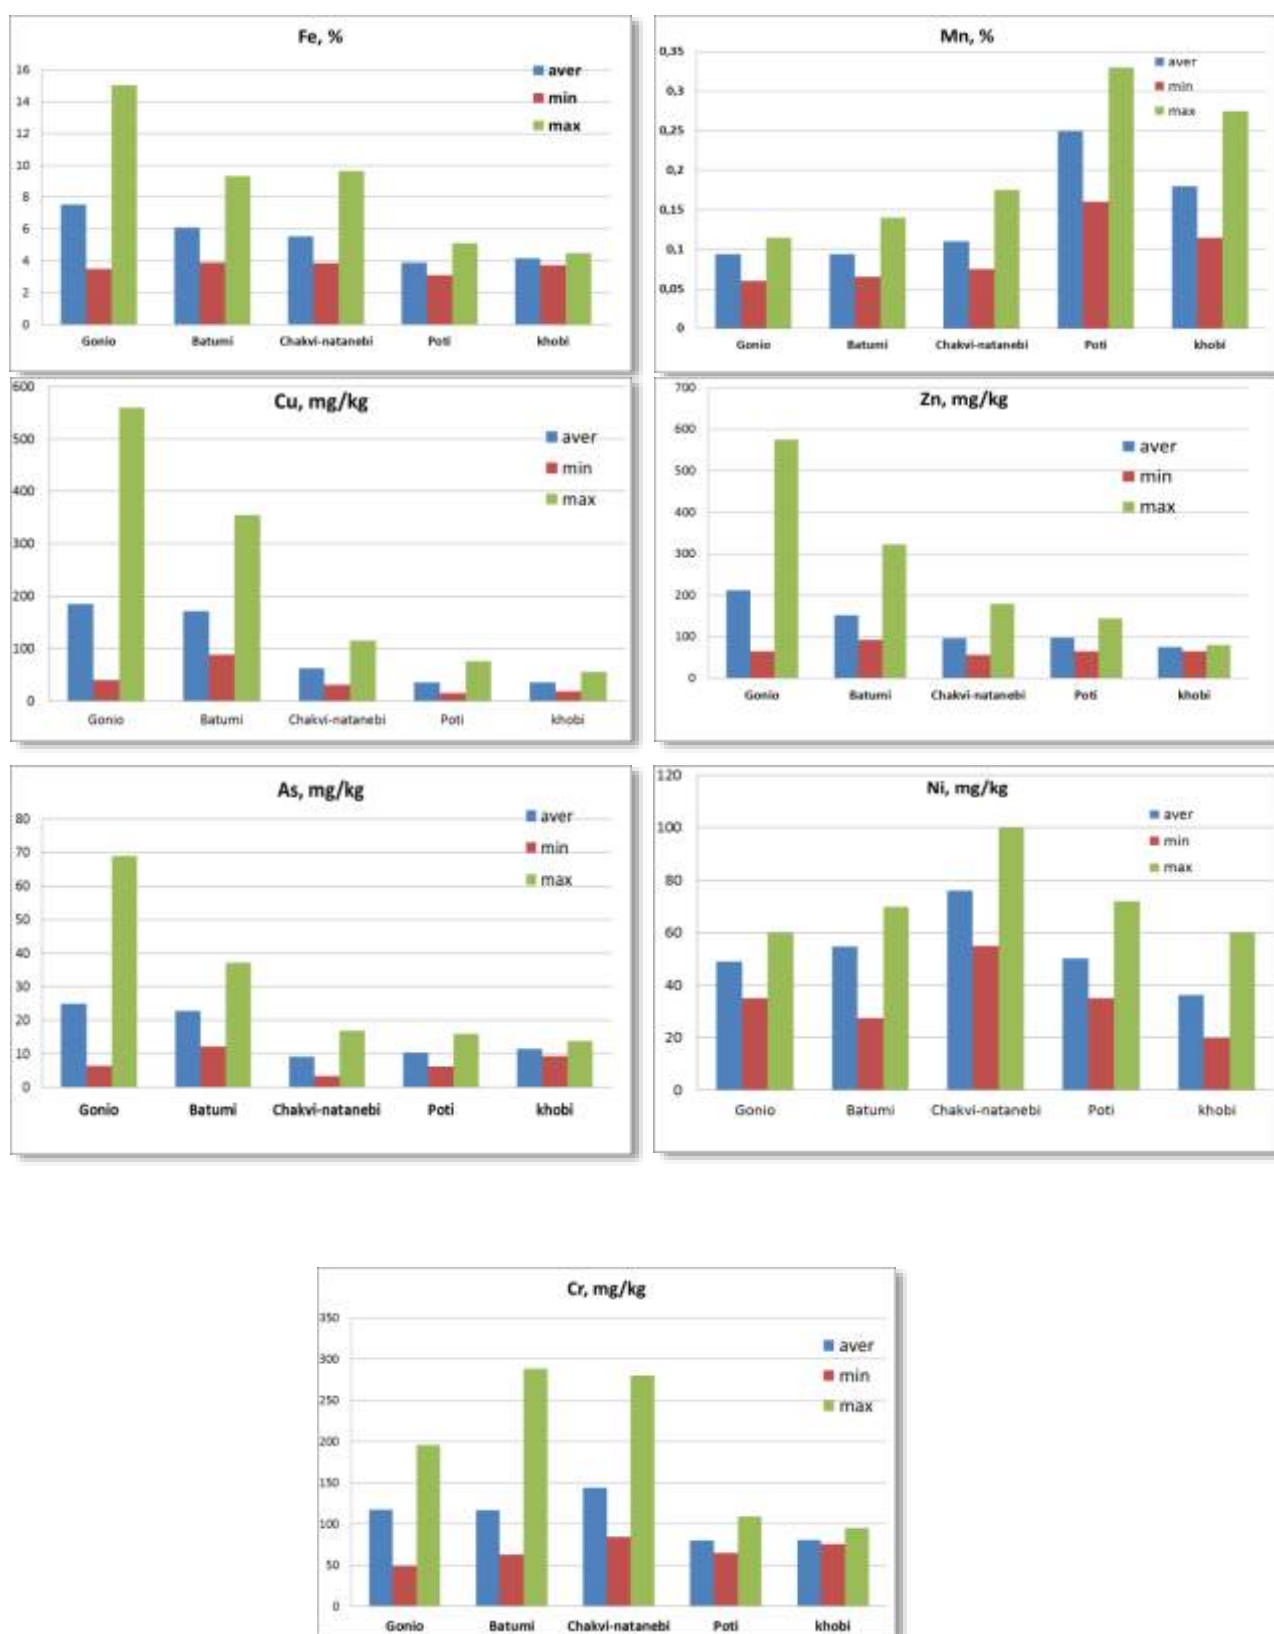 Fe, %
16
14
12
10
8
6
4
2
0
aver
min
max
Gonio Batumi Chakvi-natanebi Poti khobi
Mn, %
0,35
0,3
0,25
0,2
0,15
0,1
0,05
0
aver
min
max
Gonio Batumi Chakvi-natanebi Poti khobi
Cu, mg/kg
600
500
400
300
200
100
0
aver
min
max
Gonio Batumi Chakvi-natanebi Poti khobi
Zn, mg/kg
700
600
500
400
300
200
100
0
aver
min
max
Gonio Batumi Chakvi-natanebi Poti khobi
As, mg/kg
80
70
60
50
40
30
20
10
0
aver
min
max
Gonio Batumi Chakvi-natanebi Poti khobi
Ni, mg/kg
120
100
80
60
40
20
0
aver
min
max
Gonio Batumi Chakvi-natanebi Poti khobi
Cr, mg/kg
350
300
250
200
150
100
50
0
aver
min
max
Gonio Batumi Chakvi-natanebi Poti khobi